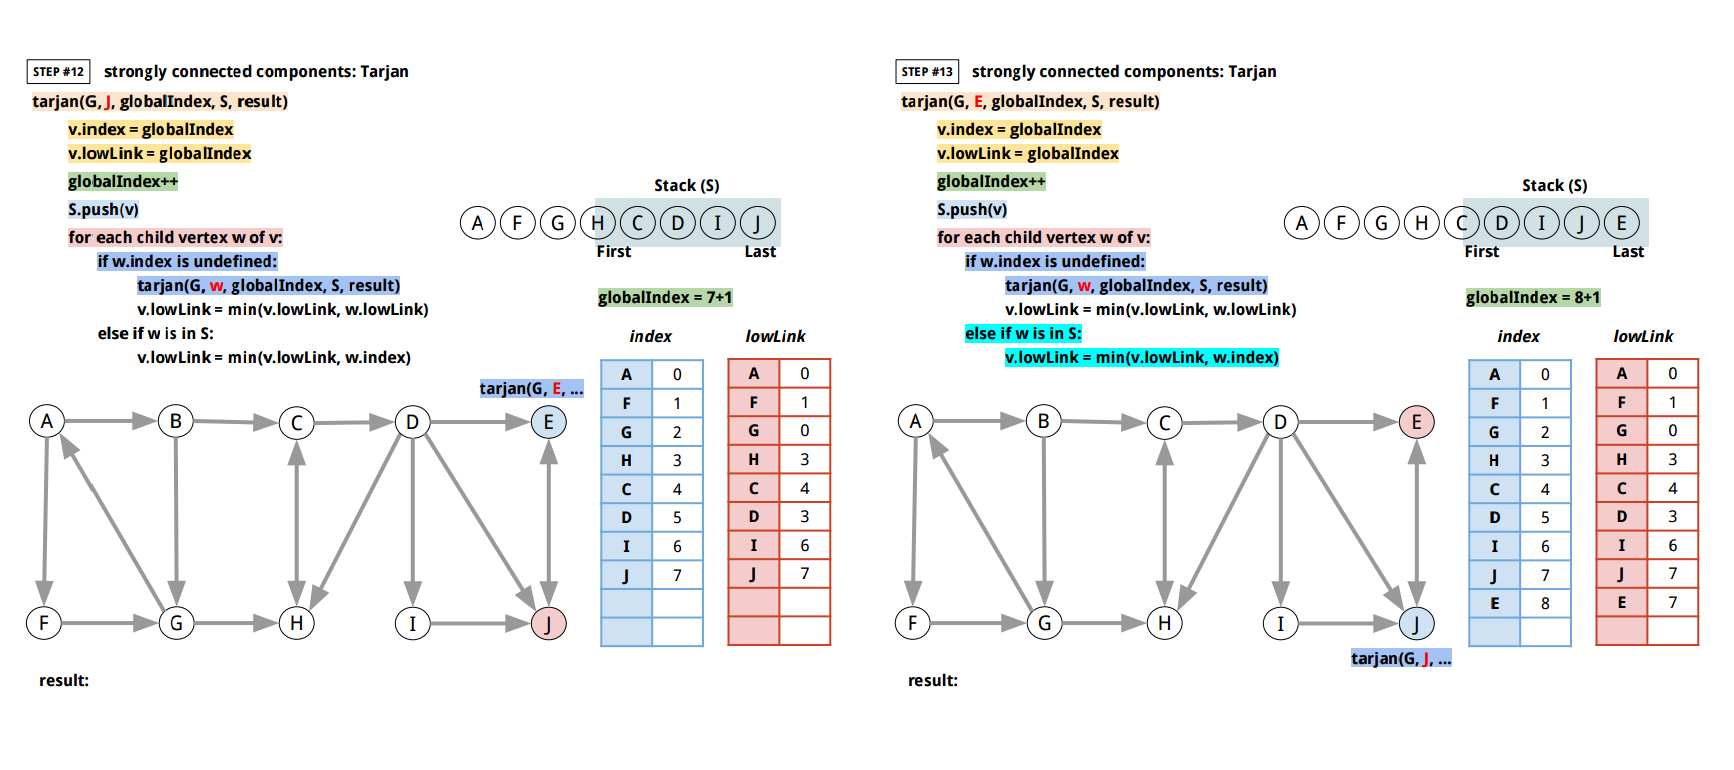 STEP #12 strongly connected components: Tarjan
tarjan(G, J, globalIndex, S, result)
v.index = globalIndex
v.lowLink = globalIndex
globalIndex++
S.push(v)
for each child vertex w of v:
if w.index is undefined:
tarjan(G, w, globalIndex, S, result)
v.lowLink = min(v.lowLink, w.lowLink)
else if w is in S:
v.lowLink = min(v.lowLink, w.index)
Stack (S)
A F G H C D I J
First Last
globalIndex = 7+1
index lowLink
A 0 A 0
F 1 F 1
G 2 G 0
H 3 H 3
C 4 C 4
D 5 D 3
I 6 I 6
J 7 J 7
tarjan(G, E, ...
A B C D E
F G H I J
result:
STEP #13 strongly connected components: Tarjan
tarjan(G, E, globalIndex, S, result)
v.index = globalIndex
v.lowLink = globalIndex
globalIndex++
S.push(v)
for each child vertex w of v:
if w.index is undefined:
tarjan(G, w, globalIndex, S, result)
v.lowLink = min(v.lowLink, w.lowLink)
else if w is in S:
v.lowLink = min(v.lowLink, w.index)
Stack (S)
A F G H C D I J E
First Last
globalIndex = 8+1
index lowLink
A 0 A 0
F 1 F 1
G 2 G 0
H 3 H 3
C 4 C 4
D 5 D 3
I 6 I 6
J 7 J 7
E 8 E 7
A B C D E
F G H I J
tarjan(G, J, ...
result: